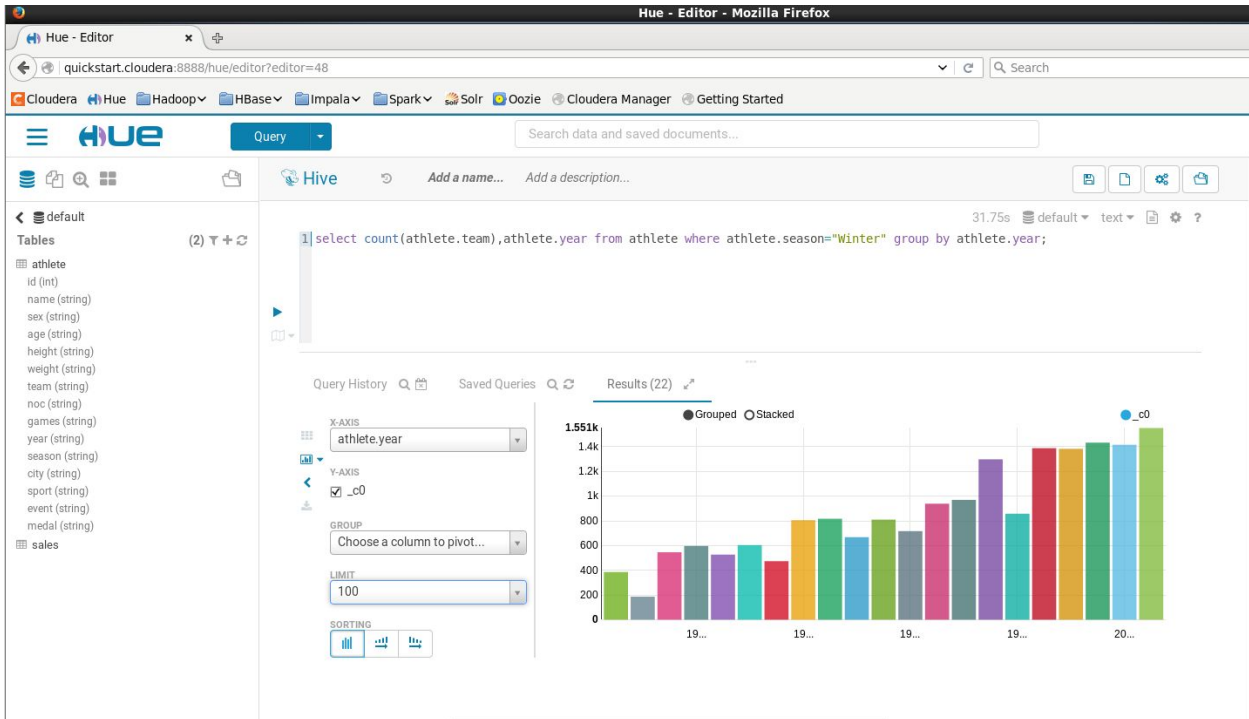 Hue - Editor - Mozilla Firefox
Hue - Editor
quickstart.cloudera:8888/hue/editor?editor=48
Search
Cloudera Hue Hadoop HBase Impala Spark Solr Oozie Cloudera Manager Getting Started
HUE
Query
Search data and saved documents...
Hive
Add a name... Add a description...
default
Tables (2)
athlete
id (int)
name (string)
sex (string)
age (string)
height (string)
weight (string)
team (string)
noc (string)
games (string)
year (string)
season (string)
city (string)
sport (string)
event (string)
medal (string)
sales
31.75s default text ?
1 select count(athlete.team),athlete.year from athlete where athlete.season="Winter" group by athlete.year;
Query History Saved Queries Results (22)
X-AXIS
athlete.year
Y-AXIS
_c0
GROUP
Choose a column to pivot...
LIMIT
100
SORTING
Grouped Stacked _c0
1.551k
1.4k
1.2k
1k
800
600
400
200
0
19... 19... 19... 19... 20...